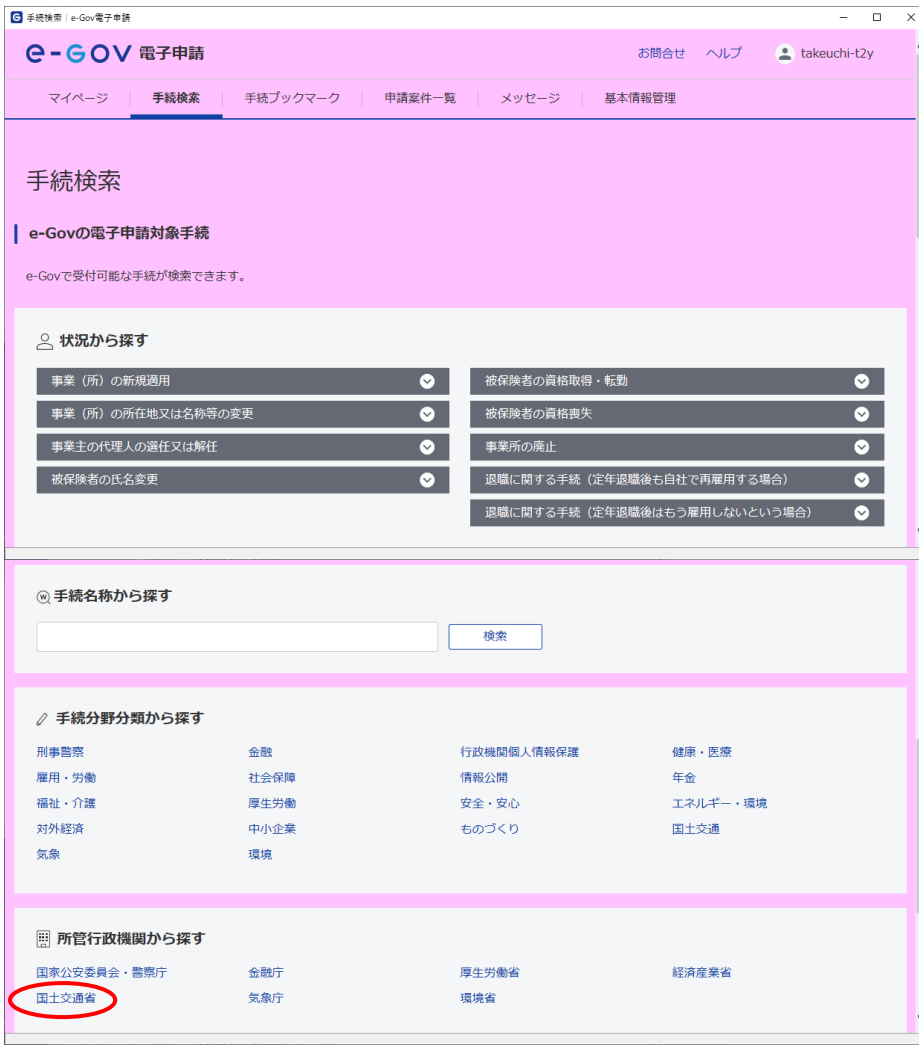 手続検索｜e-Gov電子申請
e-GOV 電子申請 お問合せ ヘルプ takeuchi-t2y
マイページ 手続検索 手続ブックマーク 申請案件一覧 メッセージ 基本情報管理
手続検索
e-Govの電子申請対象手続
e-Govで受付可能な手続が検索できます。
状況から探す
事業（所）の新規適用 被保険者の資格取得・転勤
事業（所）の所在地又は名称等の変更 被保険者の資格喪失
事業主の代理人の選任又は解任 事業所の廃止
被保険者の氏名変更 退職に関する手続（定年退職後も自社で再雇用する場合）
退職に関する手続（定年退職後はもう雇用しないという場合）
手続名称から探す
検索
手続分野分類から探す
刑事警察 金融 行政機関個人情報保護 健康・医療
雇用・労働 社会保障 情報公開 年金
福祉・介護 厚生労働 安全・安心 エネルギー・環境
対外経済 中小企業 ものづくり 国土交通
気象 環境
所管行政機関から探す
国家公安委員会・警察庁 金融庁 厚生労働省 経済産業省
国土交通省 気象庁 環境省